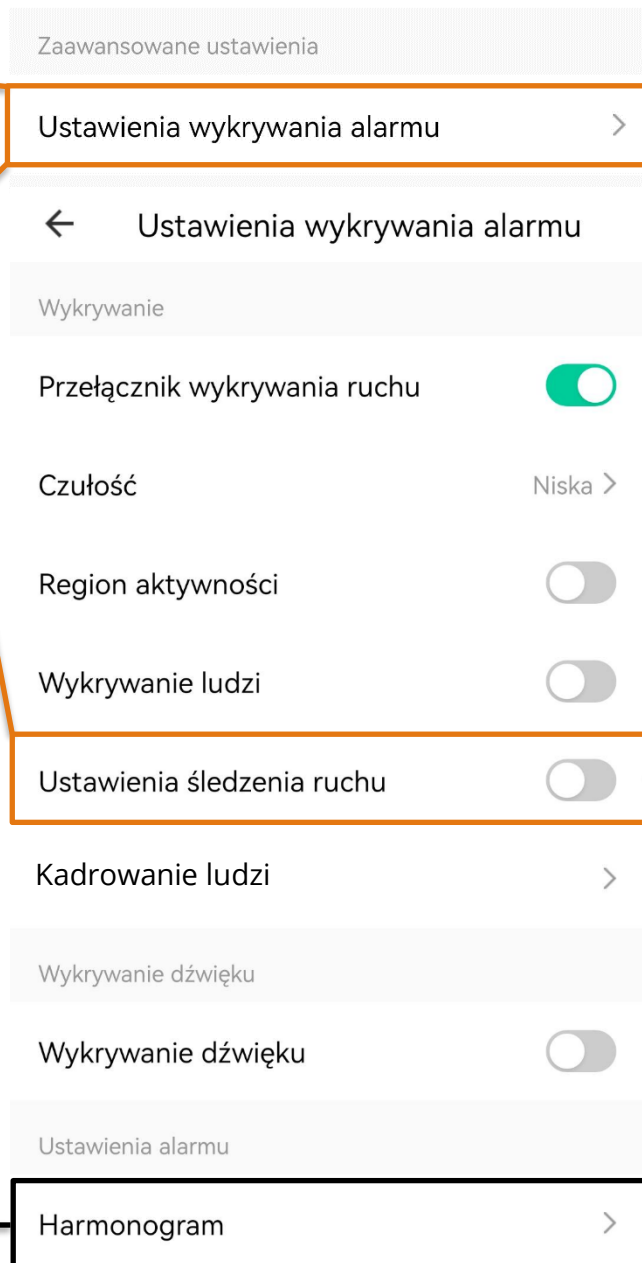 Zaawansowane ustawienia
Ustawienia wykrywania alarmu
Ustawienia wykrywania alarmu
Wykrywanie
Przełącznik wykrywania ruchu
Czułość Niska
Region aktywności
Wykrywanie ludzi
Ustawienia śledzenia ruchu
Kadrowanie ludzi
Wykrywanie dźwięku
Wykrywanie dźwięku
Ustawienia alarmu
Harmonogram